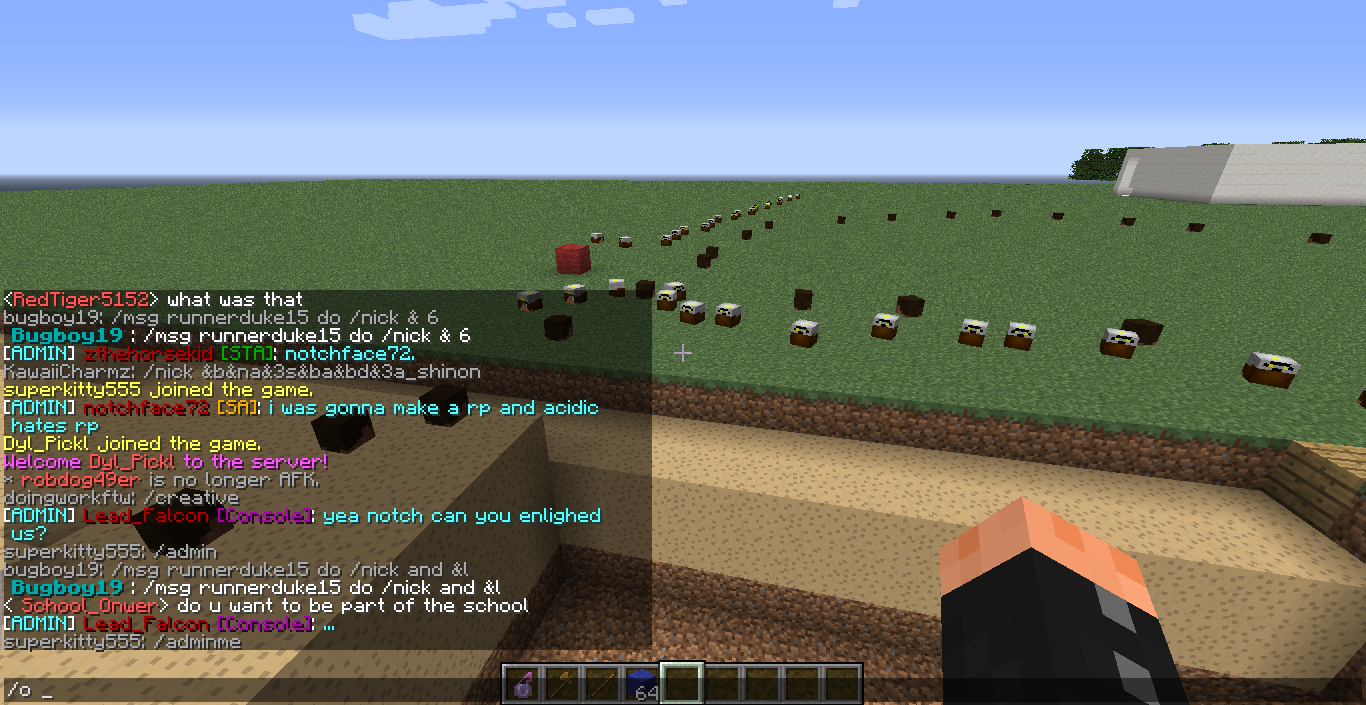 <RedTiger5152> what was that
bugboy19: /msg runnerduke15 do /nick & 6
Bugboy19 : /msg runnerduke15 do /nick & 6
[ADMIN] zthehorsekid [STA]: notchface72.
KawaiiCharmz: /nick &b&na&3s&ba&bd&3a_shinon
superkitty555 joined the game.
[ADMIN] notchface72 [SA]: i was gonna make a rp and acidic
hates rp
Dyl_Pickl joined the game.
Welcome Dyl_Pickl to the server!
* robdog49er is no longer AFK.
doingworkftw: /creative
[ADMIN] Lead_Falcon [Console]: yea notch can you enlighed
us?
superkitty555: /admin
bugboy19: /msg runnerduke15 do /nick and &l
Bugboy19 : /msg runnerduke15 do /nick and &l
< School_Onwer> do u want to be part of the school
[ADMIN] Lead_Falcon [Console]: ...
superkitty555: /adminme
64
/o _